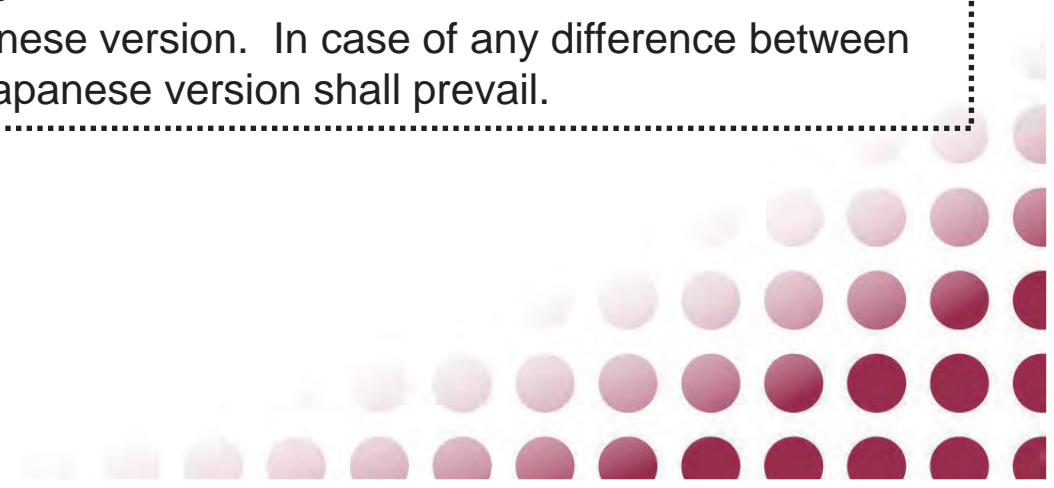 nese version. In case of any difference between
apanese version shall prevail.